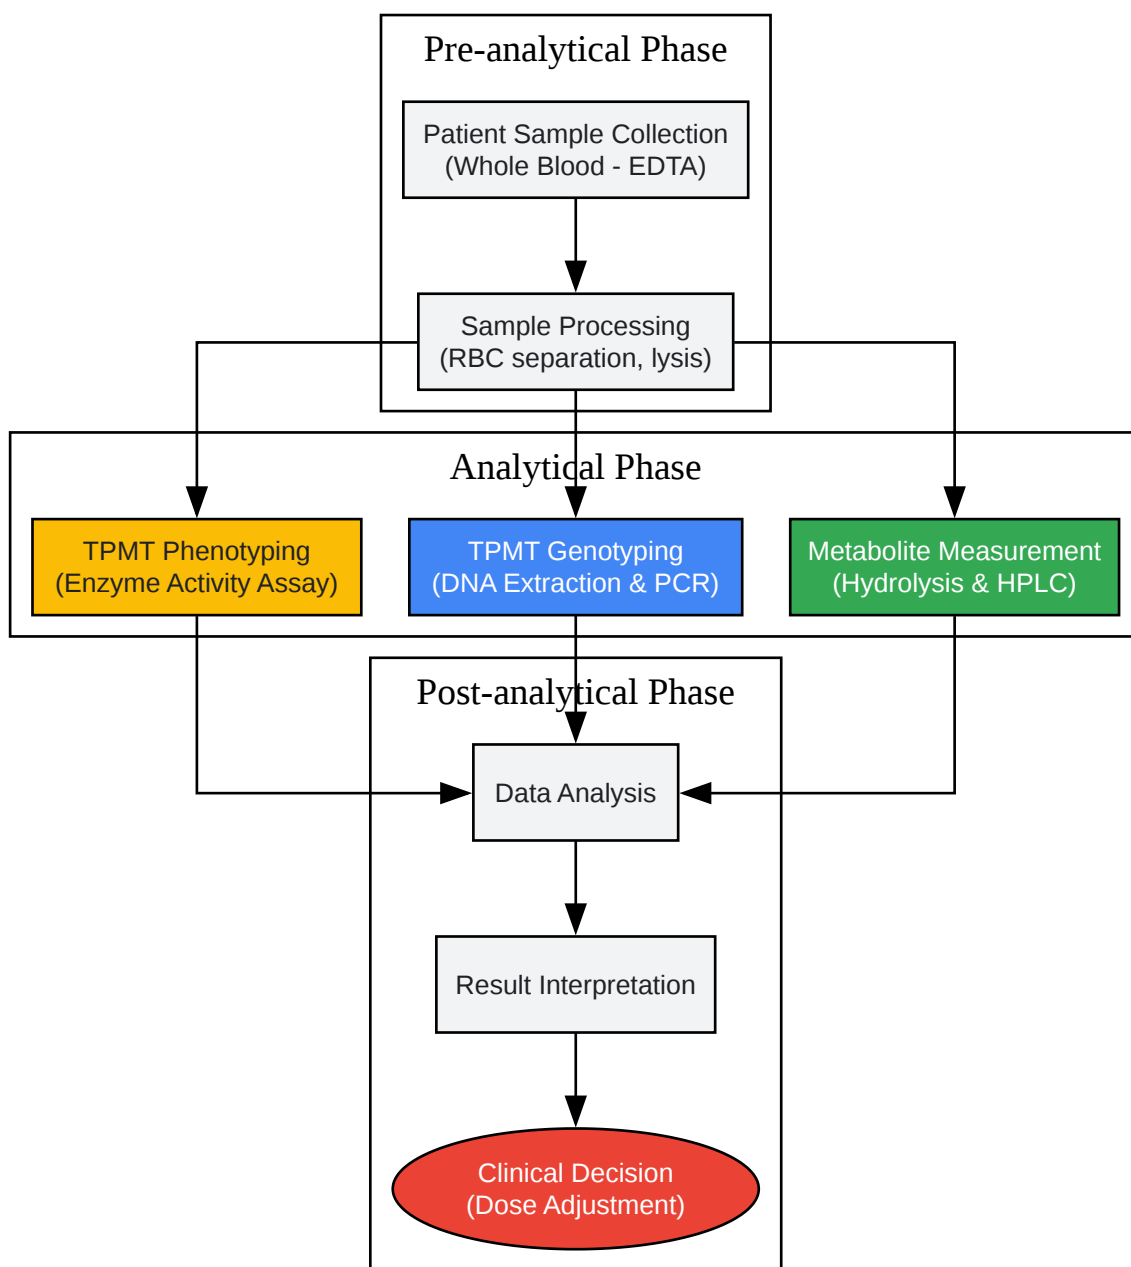 Pre-analytical Phase
Patient Sample Collection
(Whole Blood - EDTA)
Sample Processing
(RBC separation, lysis)
Analytical Phase
TPMT Phenotyping
(Enzyme Activity Assay)
TPMT Genotyping
(DNA Extraction & PCR)
Metabolite Measurement
(Hydrolysis & HPLC)
Post-analytical Phase
Data Analysis
Result Interpretation
Clinical Decision
(Dose Adjustment)